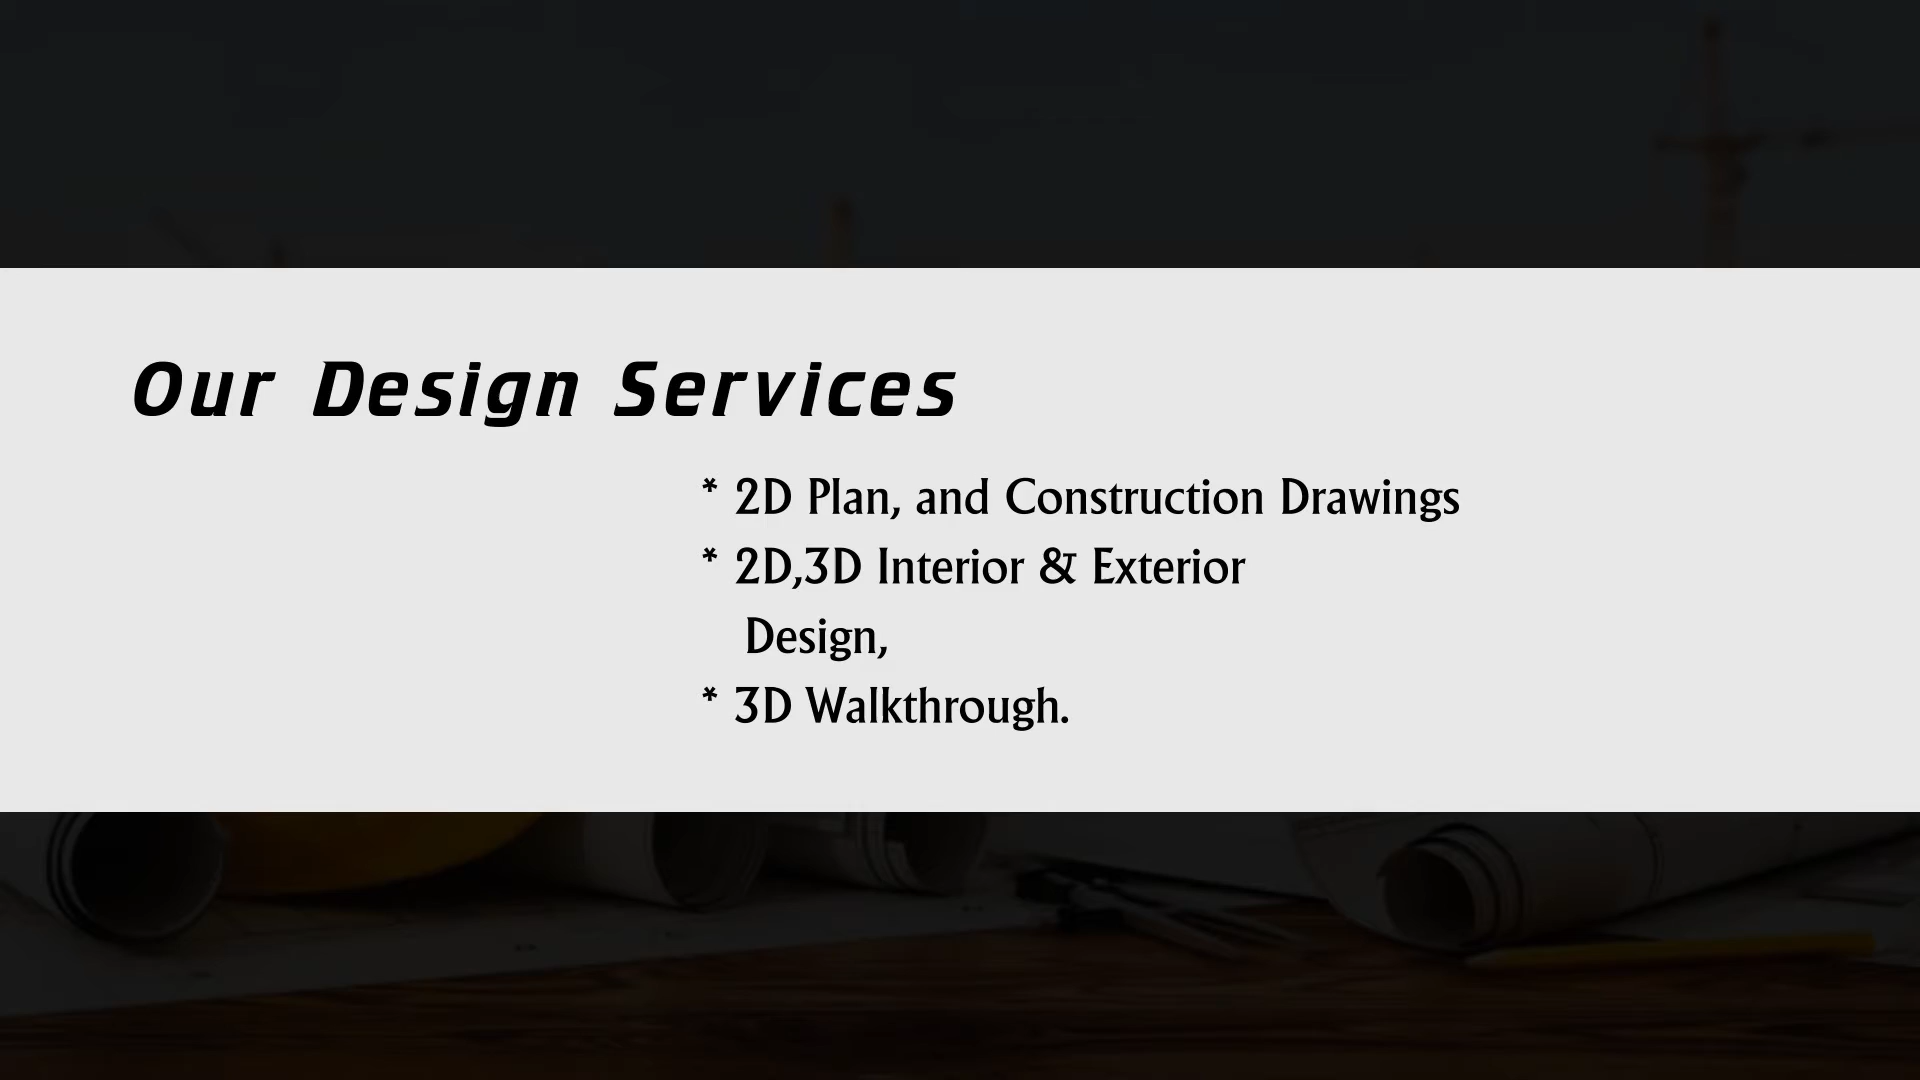 Our Design Services
* 2D Plan, and Construction Drawings
* 2D,3D Interior & Exterior
Design,
* 3D Walkthrough.